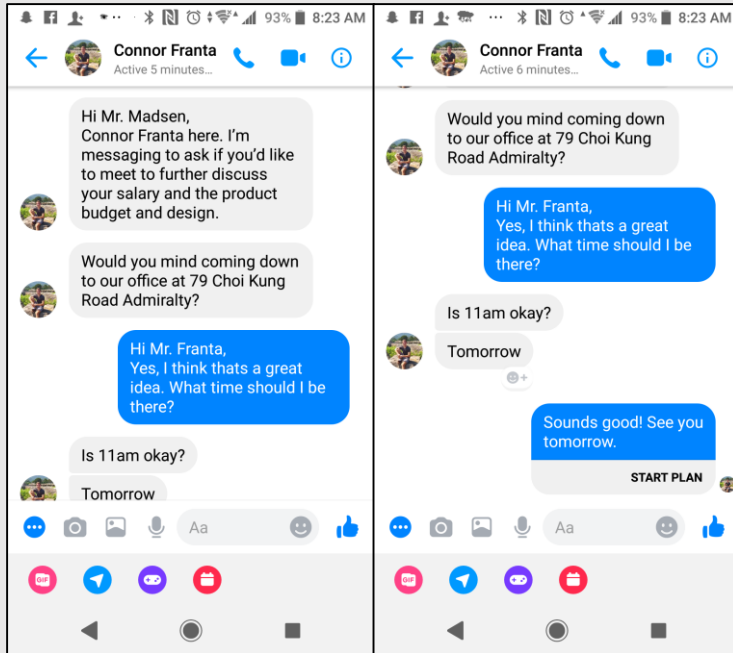 93% 8:23 AM
Connor Franta
Active 5 minutes...
Hi Mr. Madsen,
Connor Franta here. I'm
messaging to ask if you'd like
to meet to further discuss
your salary and the product
budget and design.
Would you mind coming down
to our office at 79 Choi Kung
Road Admiralty?
Hi Mr. Franta,
Yes, I think thats a great
idea. What time should I be
there?
Is 11am okay?
Tomorrow
Aa
GIF
93% 8:23 AM
Connor Franta
Active 6 minutes...
Would you mind coming down
to our office at 79 Choi Kung
Road Admiralty?
Hi Mr. Franta,
Yes, I think thats a great
idea. What time should I be
there?
Is 11am okay?
Tomorrow
Sounds good! See you
tomorrow.
START PLAN
Aa
GIF